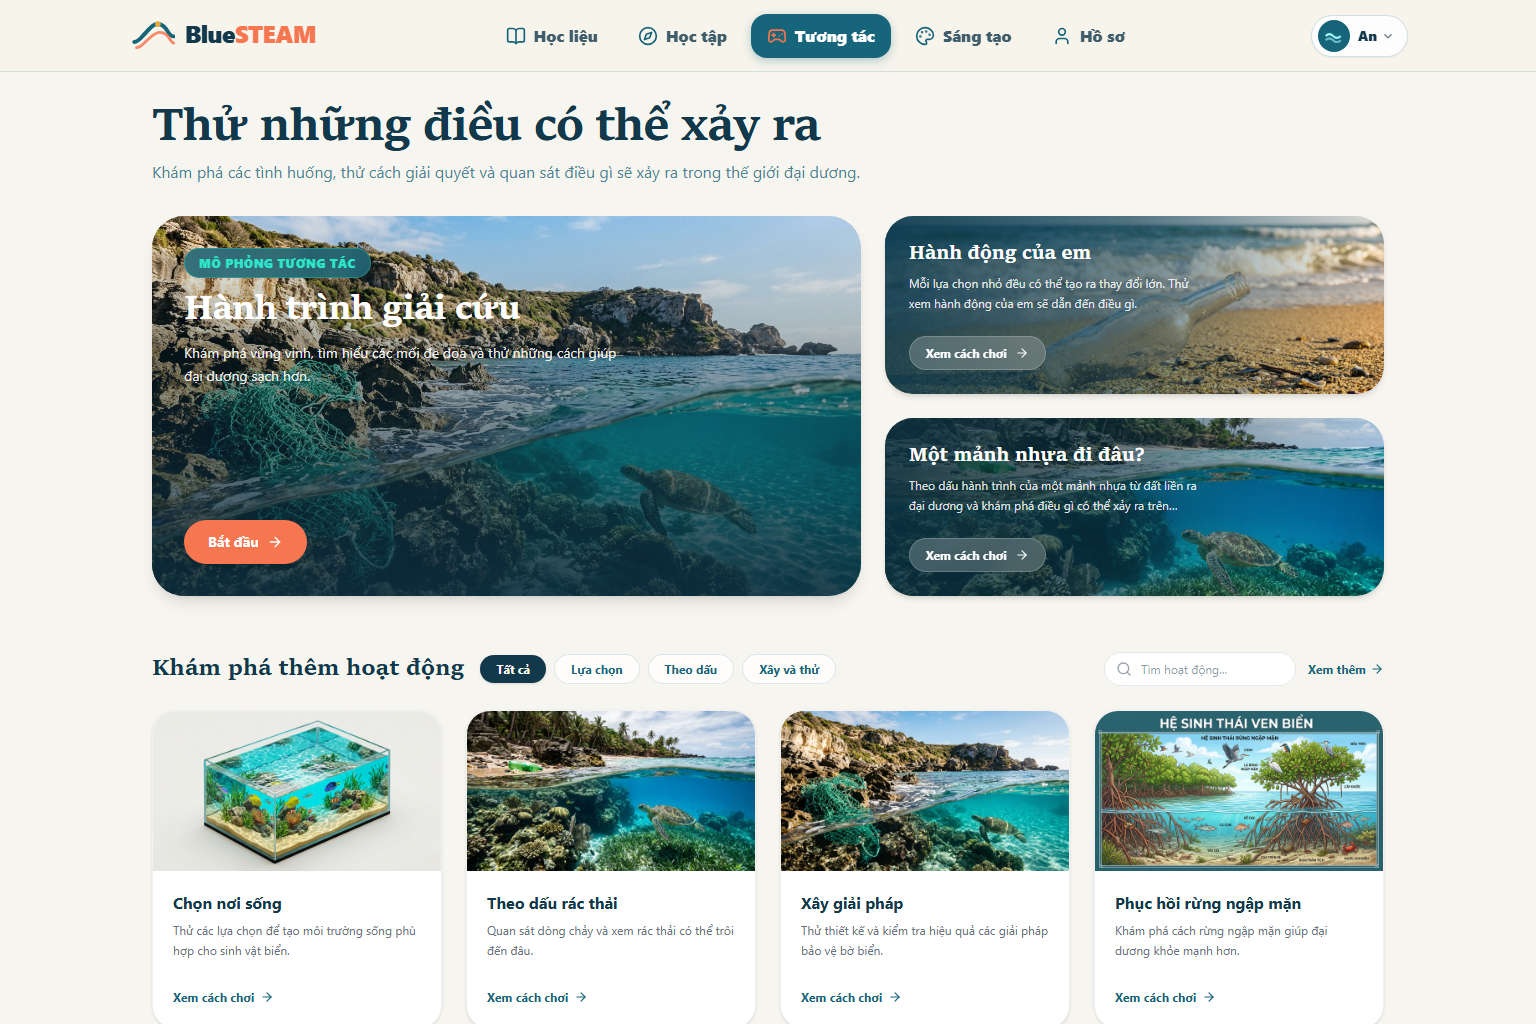 BlueSTEAM
Học liệu
Học tập
Tương tác
Sáng tạo
Hồ sơ
An
Thử những điều có thể xảy ra
Khám phá các tình huống, thử cách giải quyết và quan sát điều gì sẽ xảy ra trong thế giới đại dương.
MÔ PHỎNG TƯƠNG TÁC
Hành trình giải cứu
Khám phá vùng vịnh, tìm hiểu các mối đe dọa và thử những cách giúp
đại dương sạch hơn.
Bắt đầu
Hành động của em
Mỗi lựa chọn nhỏ đều có thể tạo ra thay đổi lớn. Thử
xem hành động của em sẽ dẫn đến điều gì.
Xem cách chơi
Một mảnh nhựa đi đâu?
Theo dấu hành trình của một mảnh nhựa từ đất liền ra
đại dương và khám phá điều gì có thể xảy ra trên...
Xem cách chơi
Khám phá thêm hoạt động
Tất cả
Lựa chọn
Theo dấu
Xây và thử
Tìm hoạt động...
Xem thêm
HỆ SINH THÁI VEN BIỂN
HỆ SINH THÁI RỪNG NGẬP MẶN
Chọn nơi sống
Thử các lựa chọn để tạo môi trường sống phù
hợp cho sinh vật biển.
Xem cách chơi
Theo dấu rác thải
Quan sát dòng chảy và xem rác thải có thể trôi
đến đâu.
Xem cách chơi
Xây giải pháp
Thử thiết kế và kiểm tra hiệu quả các giải pháp
bảo vệ bờ biển.
Xem cách chơi
Phục hồi rừng ngập mặn
Khám phá cách rừng ngập mặn giúp đại
dương khỏe mạnh hơn.
Xem cách chơi